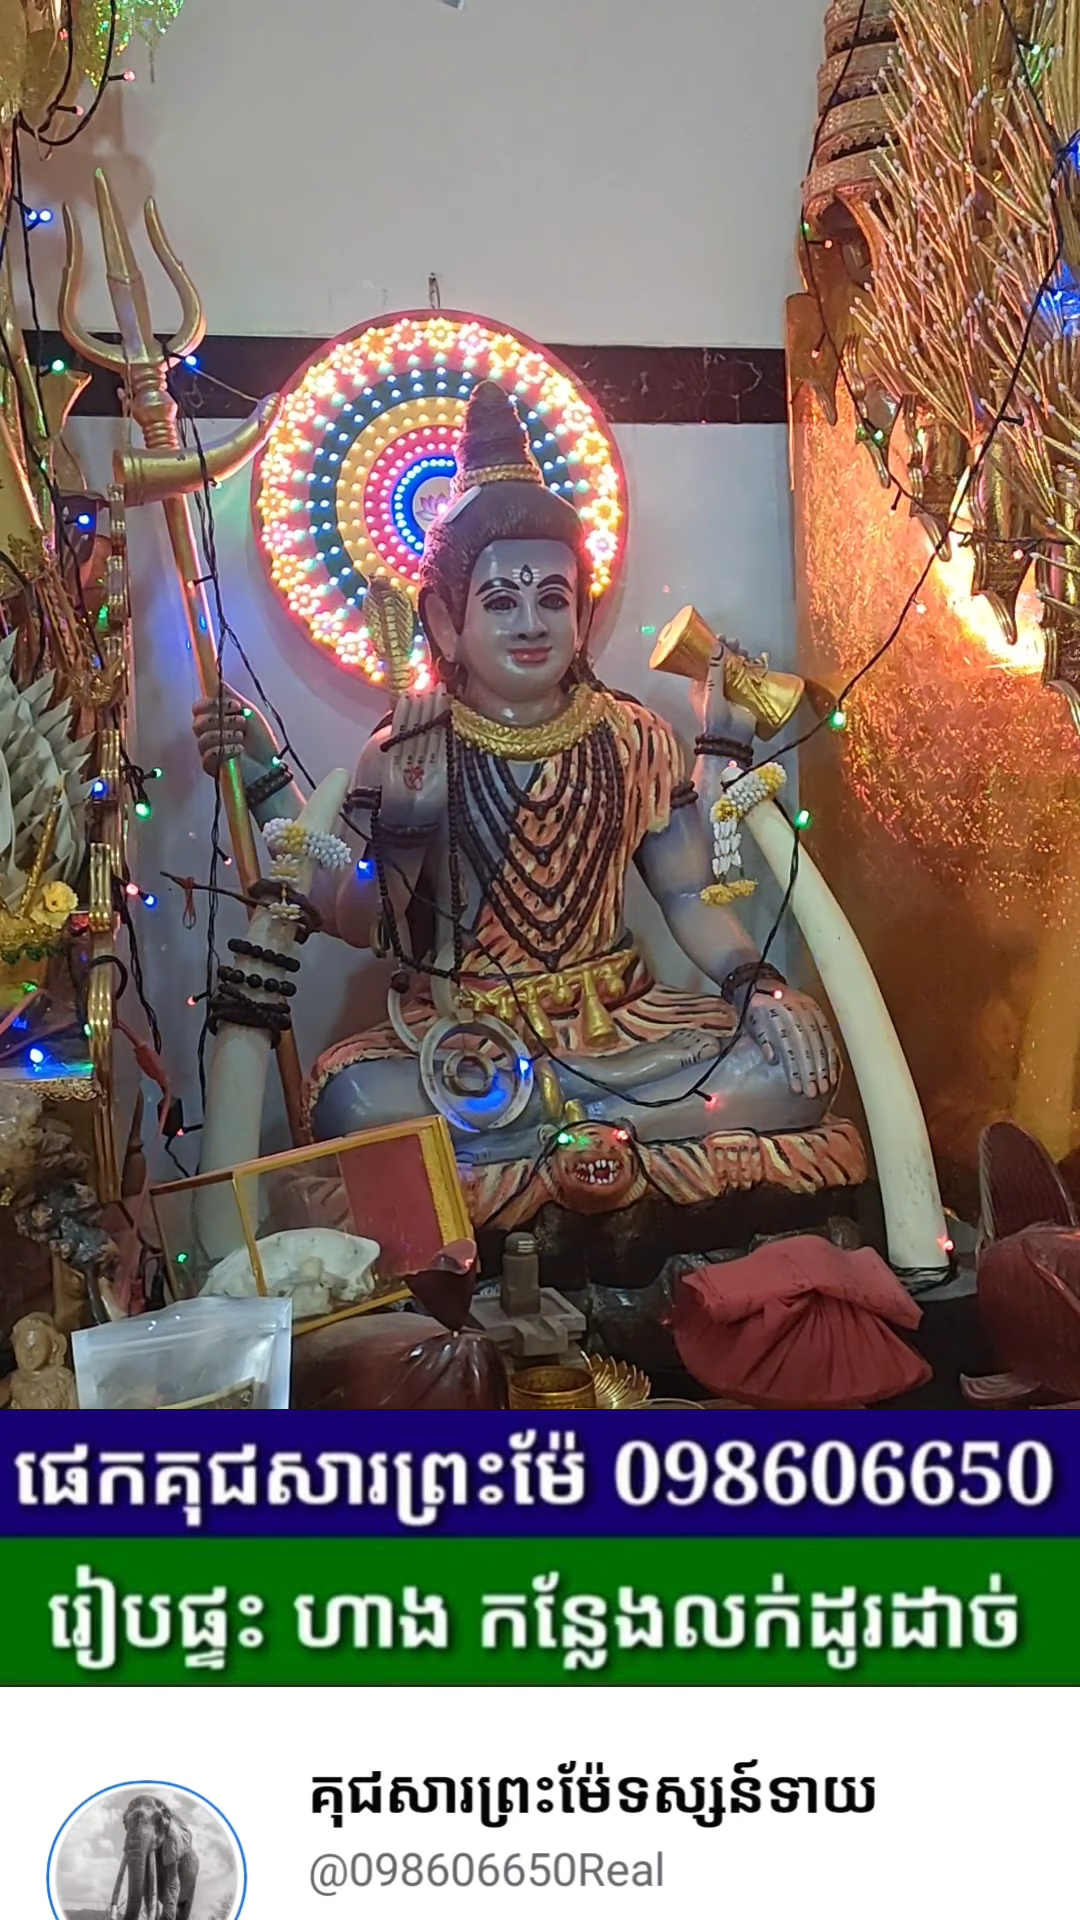 ផេកគុជសារព្រះម៉ែ 098606650
រៀបផ្ទះ ហាង កន្លែងលក់ដូរដាច់
គុជសារព្រះម៉ែទស្សន៍ទាយ
@098606650Real